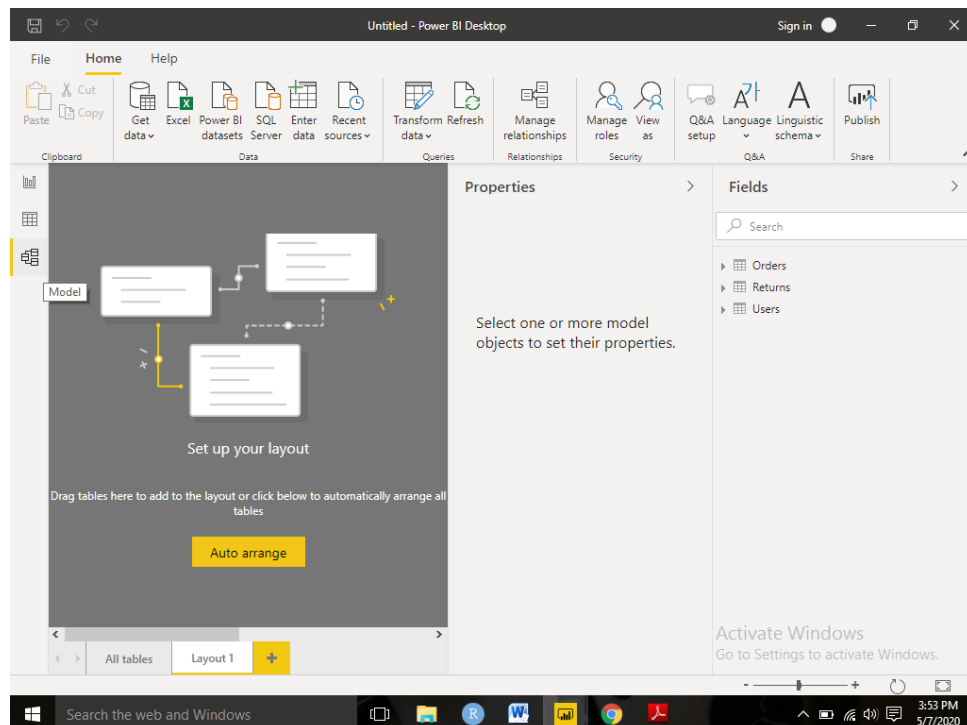 Untitled - Power BI Desktop
Sign in
File Home Help
Paste
Cut
Copy
Get data
Excel
Power BI datasets
SQL Server
Enter data
Recent sources
Transform data
Refresh
Manage relationships
Manage roles
View as
Q&A setup
Language
Linguistic schema
Publish
Clipboard
Data
Queries
Relationships
Security
Q&A
Share
Model
Set up your layout
Drag tables here to add to the layout or click below to automatically arrange all
tables
Auto arrange
Properties
Select one or more model
objects to set their properties.
Fields
Search
Orders
Returns
Users
Activate Windows
Go to Settings to activate Windows.
All tables
Layout 1
+
- +
Search the web and Windows
R
3:53 PM
5/7/2020